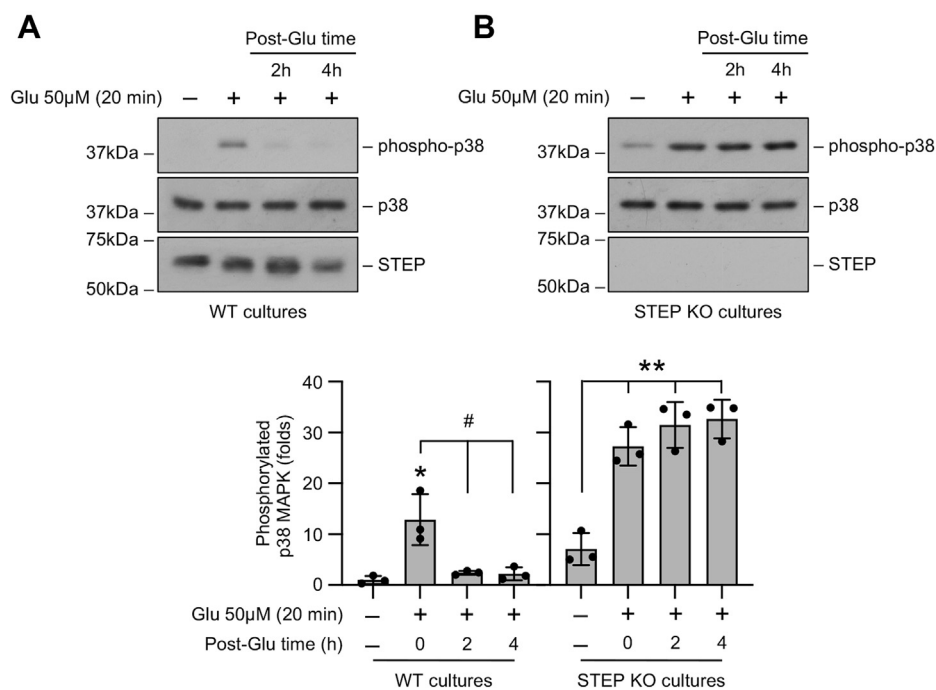 A
Post-Glu time
2h 4h
Glu 50µM (20 min) – + + +
37kDa – – phospho-p38
37kDa – – p38
75kDa –
– STEP
50kDa –
WT cultures
B
Post-Glu time
2h 4h
Glu 50µM (20 min) – + + +
37kDa – – phospho-p38
37kDa – – p38
75kDa –
– STEP
50kDa –
STEP KO cultures
Phosphorylated
p38 MAPK (folds)
40
30
20
10
0
*
#
**
Glu 50µM (20 min) – + + + – + + +
Post-Glu time (h) – 0 2 4 – 0 2 4
WT cultures STEP KO cultures